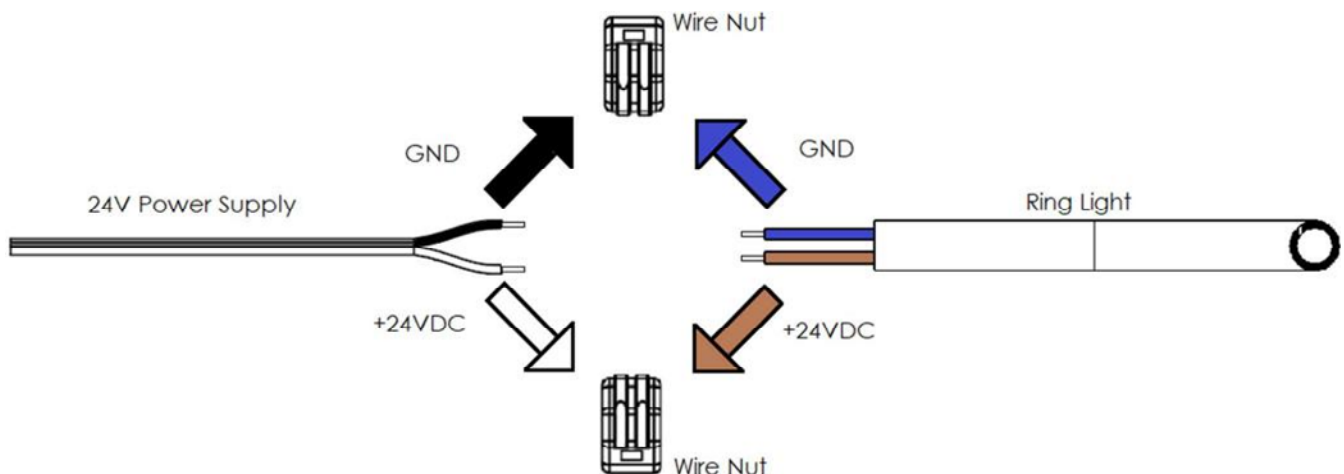 Wire Nut
GND
GND
24V Power Supply
Ring Light
+24VDC
+24VDC
Wire Nut